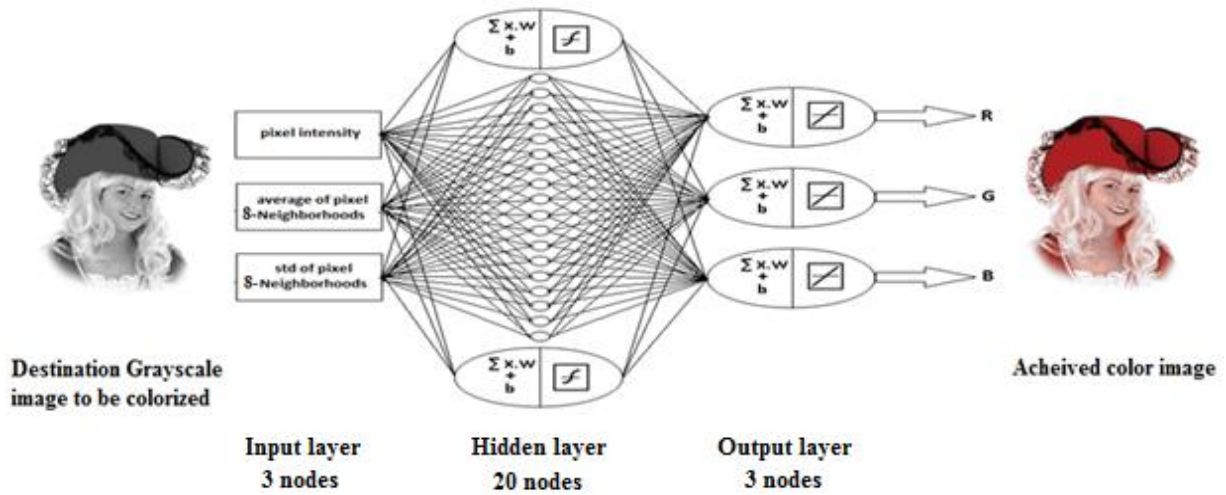 Σ x.w
+
b
pixel intensity
average of pixel
8-Neighborhoods
std of pixel
8-Neighborhoods
Σ x.w
+
b
Σ x.w
+
b
R
Σ x.w
+
b
G
Σ x.w
+
b
B
Destination Grayscale
image to be colorized
Acheived color image
Input layer
3 nodes
Hidden layer
20 nodes
Output layer
3 nodes